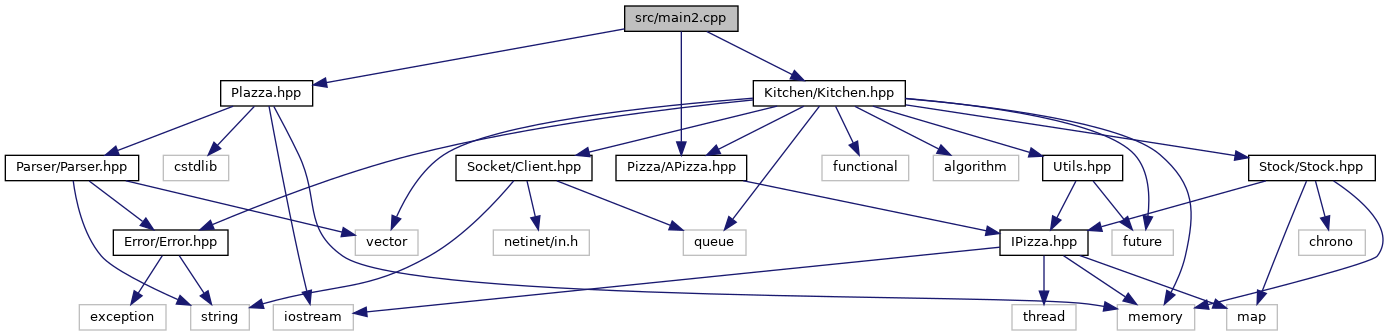 src/main2.cpp
Plazza.hpp
Kitchen/Kitchen.hpp
Parser/Parser.hpp
cstdlib
Socket/Client.hpp
Pizza/APizza.hpp
functional
algorithm
Utils.hpp
Stock/Stock.hpp
Error/Error.hpp
vector
netinet/in.h
queue
IPizza.hpp
future
chrono
exception
string
iostream
thread
memory
map